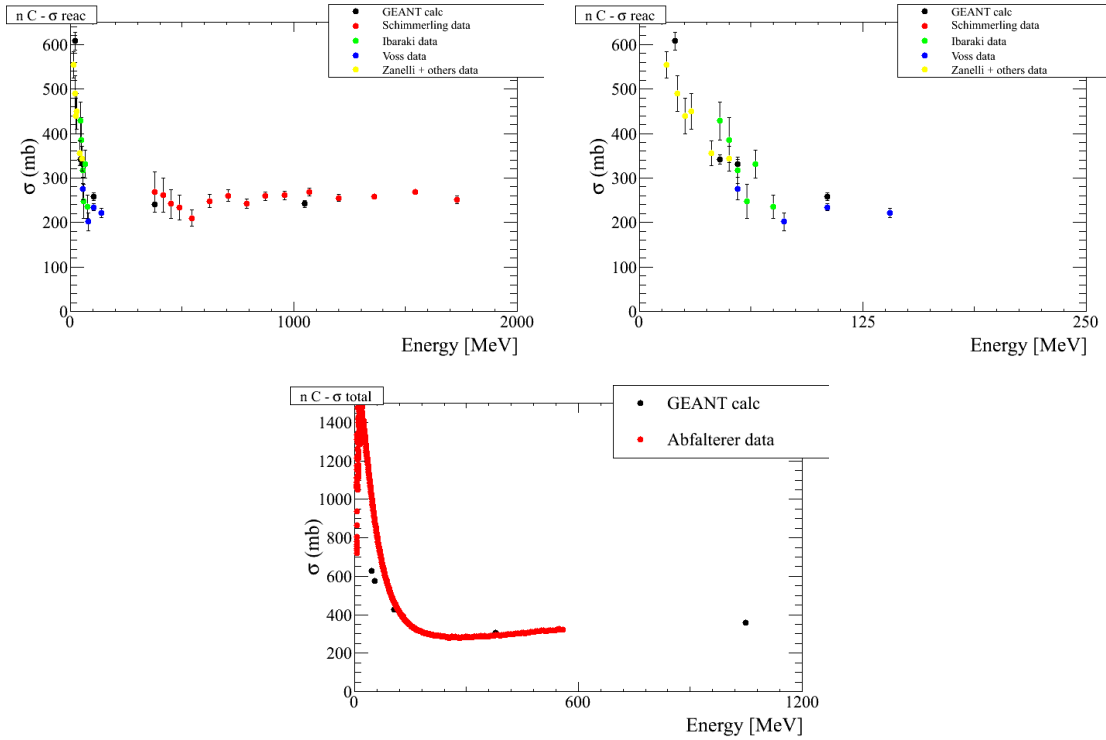 n C - σ reac
GEANT calc
Schimmerling data
Ibaraki data
Voss data
Zanelli + others data
σ (mb)
600
500
400
300
200
100
0
0 1000 2000
Energy [MeV]
n C - σ reac
GEANT calc
Schimmerling data
Ibaraki data
Voss data
Zanelli + others data
σ (mb)
600
500
400
300
200
100
0
0 125 250
Energy [MeV]
n C - σ total
GEANT calc
Abfalterer data
σ (mb)
1400
1200
1000
800
600
400
200
0
0 600 1200
Energy [MeV]